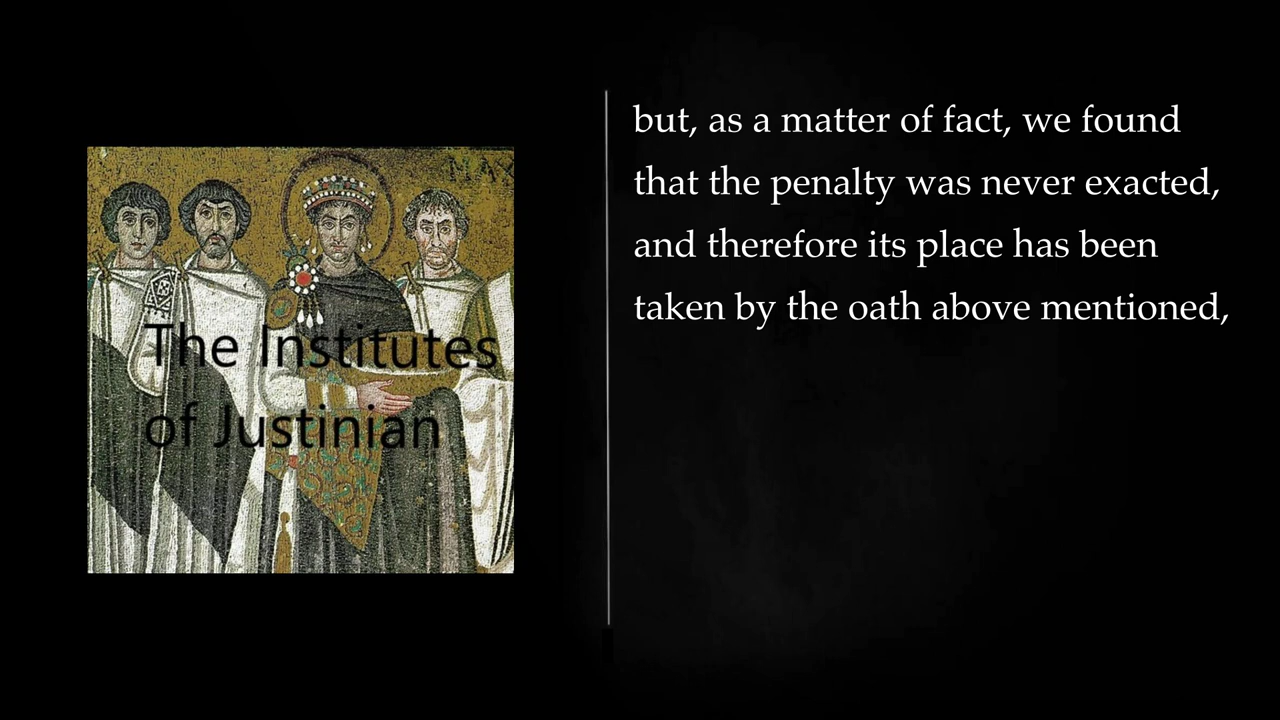 MAX
The Institutes
of Justinian
but, as a matter of fact, we found
that the penalty was never exacted,
and therefore its place has been
taken by the oath above mentioned,